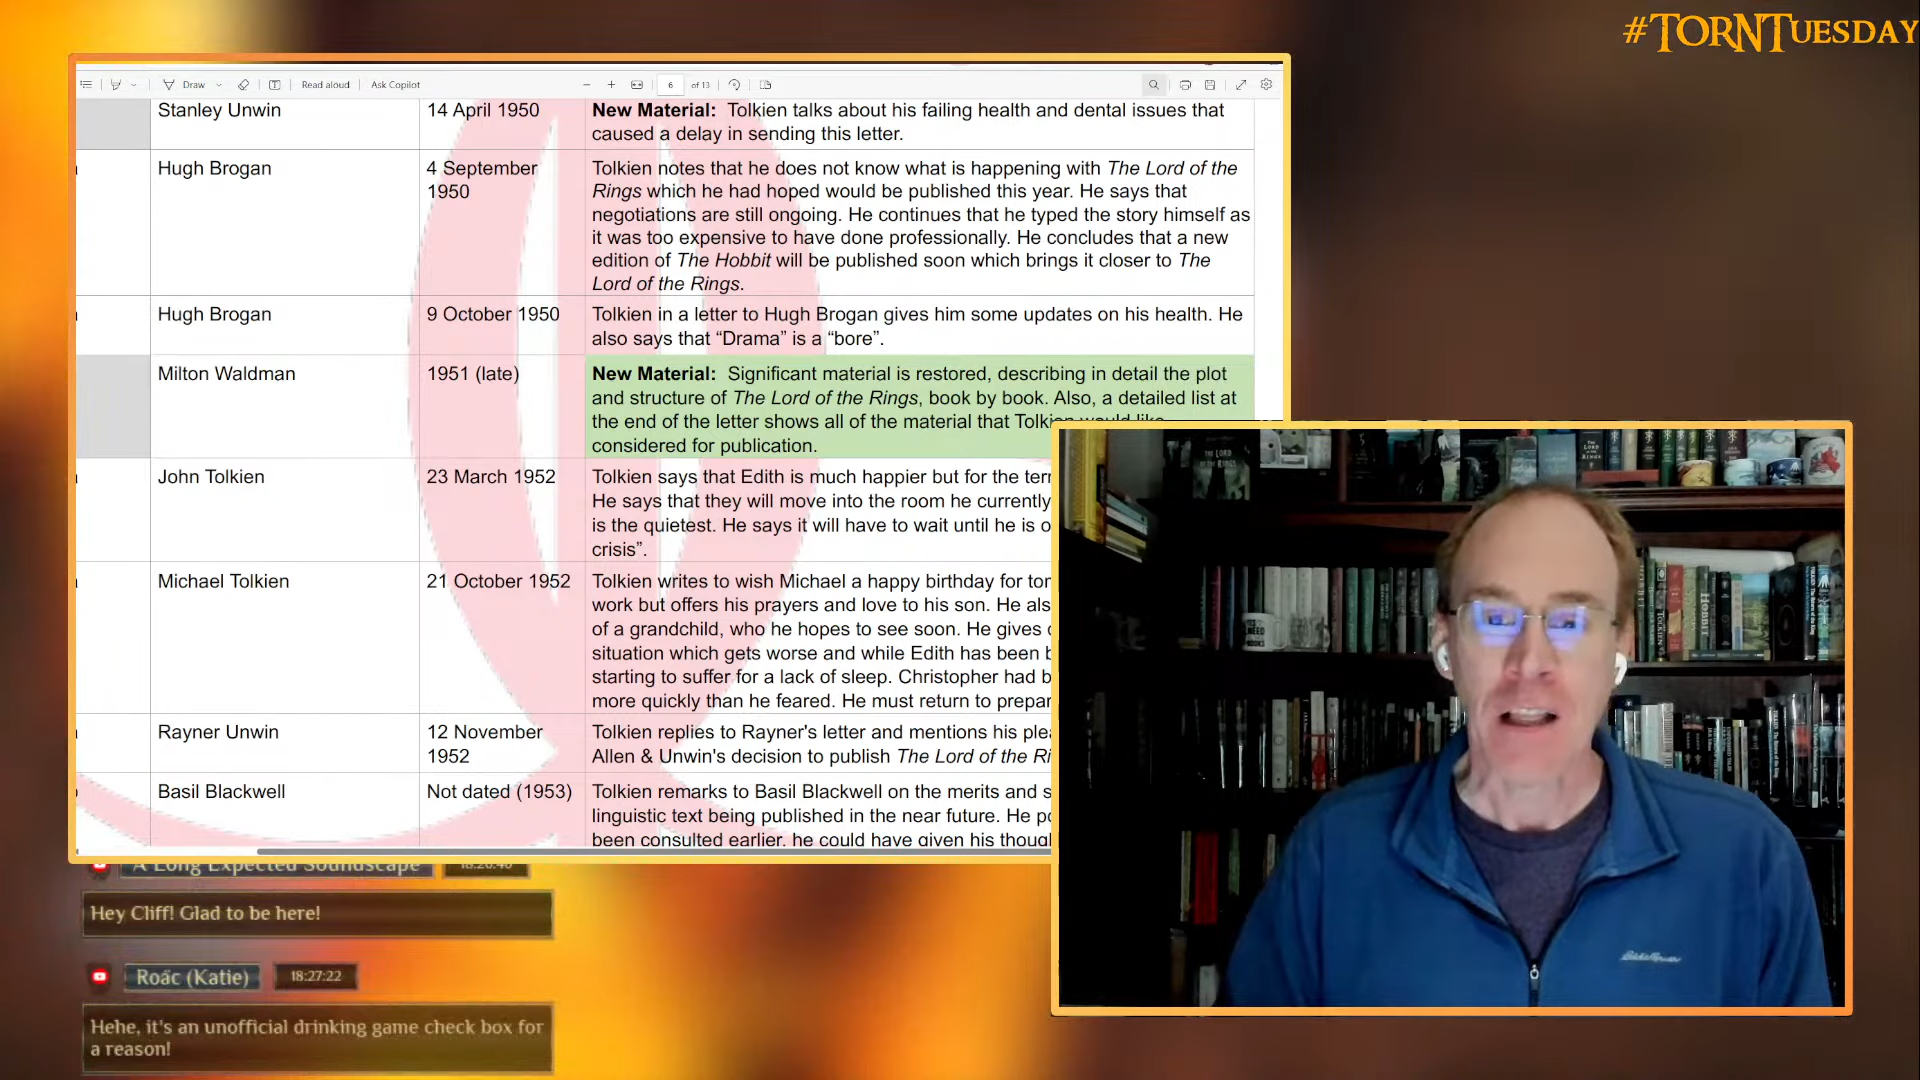 #TORNTUESDAY
Draw
Read aloud
Ask Copilot
6
of 13
Stanley Unwin
14 April 1950
New Material: Tolkien talks about his failing health and dental issues that
caused a delay in sending this letter.
Hugh Brogan
4 September
1950
Tolkien notes that he does not know what is happening with The Lord of the
Rings which he had hoped would be published this year. He says that
negotiations are still ongoing. He continues that he typed the story himself as
it was too expensive to have done professionally. He concludes that a new
edition of The Hobbit will be published soon which brings it closer to The
Lord of the Rings.
Hugh Brogan
9 October 1950
Tolkien in a letter to Hugh Brogan gives him some updates on his health. He
also says that “Drama” is a “bore”.
Milton Waldman
1951 (late)
New Material: Significant material is restored, describing in detail the plot
and structure of The Lord of the Rings, book by book. Also, a detailed list at
the end of the letter shows all of the material that Tolkien would like
considered for publication.
John Tolkien
23 March 1952
Tolkien says that Edith is much happier but for the
He says that they will move into the room he currently
is the quietest. He says it will have to wait until he is
crisis”.
Michael Tolkien
21 October 1952
Tolkien writes to wish Michael a happy birthday for
work but offers his prayers and love to his son. He
of a grandchild, who he hopes to see soon. He gives
situation which gets worse and while Edith has been
starting to suffer for a lack of sleep. Christopher had
more quickly than he feared. He must return to
Rayner Unwin
12 November
1952
Tolkien replies to Rayner's letter and mentions his
Allen & Unwin's decision to publish The Lord of the
Basil Blackwell
Not dated (1953)
Tolkien remarks to Basil Blackwell on the merits and
linguistic text being published in the near future. He
been consulted earlier, he could have given his
A Long Expected Soundscape
18:26:40
Hey Cliff! Glad to be here!
Roäc (Katie)
18:27:22
Hehe, it's an unofficial drinking game check box for
a reason!
THE LORD
OF THE RINGS
HOBBIT
TOLKIEN
Eddie Bauer